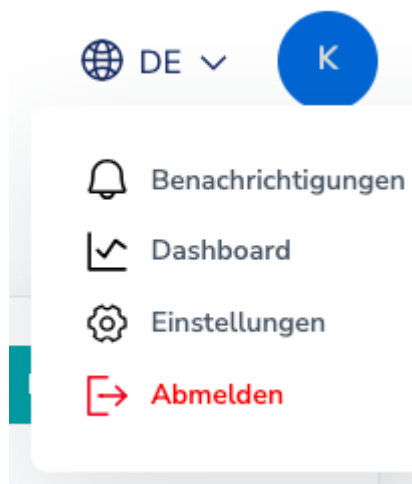 DE
K
Benachrichtigungen
Dashboard
Einstellungen
Abmelden